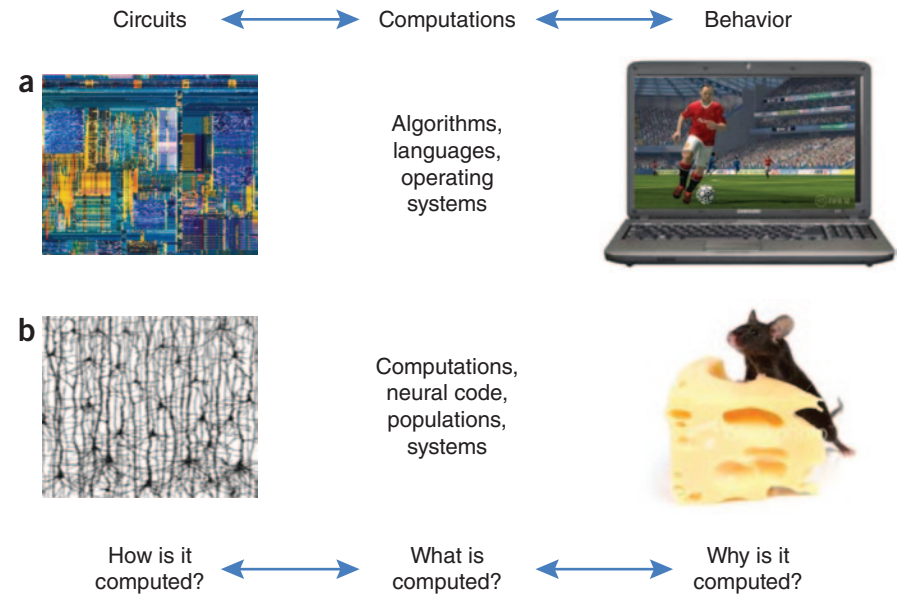 Circuits
Computations
Behavior
a
Algorithms,
languages,
operating
systems
b
Computations,
neural code,
populations,
systems
How is it
computed?
What is
computed?
Why is it
computed?